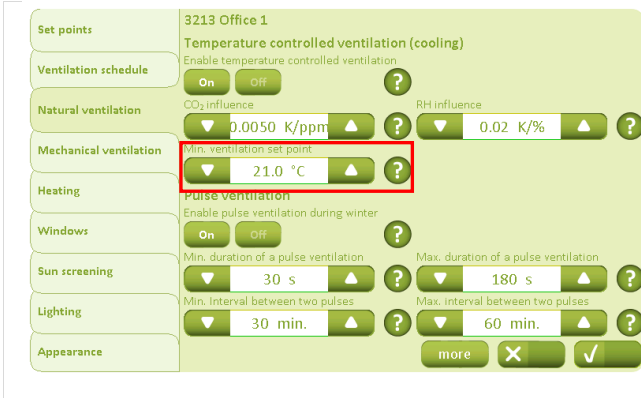 3213 Office 1
Set points
Temperature controlled ventilation (cooling)
Enable temperature controlled ventilation
Ventilation schedule
On Off ?
Natural ventilation
CO₂ influence RH influence
0.0050 K/ppm ? 0.02 K/% ?
Mechanical ventilation
Min. ventilation set point
21.0 °C ?
Heating
Pulse ventilation
Enable pulse ventilation during winter
Windows
On Off ?
Min. duration of a pulse ventilation Max. duration of a pulse ventilation
Sun screening
30 s ? 180 s ?
Min. Interval between two pulses Max. interval between two pulses
Lighting
30 min. ? 60 min. ?
Appearance
more